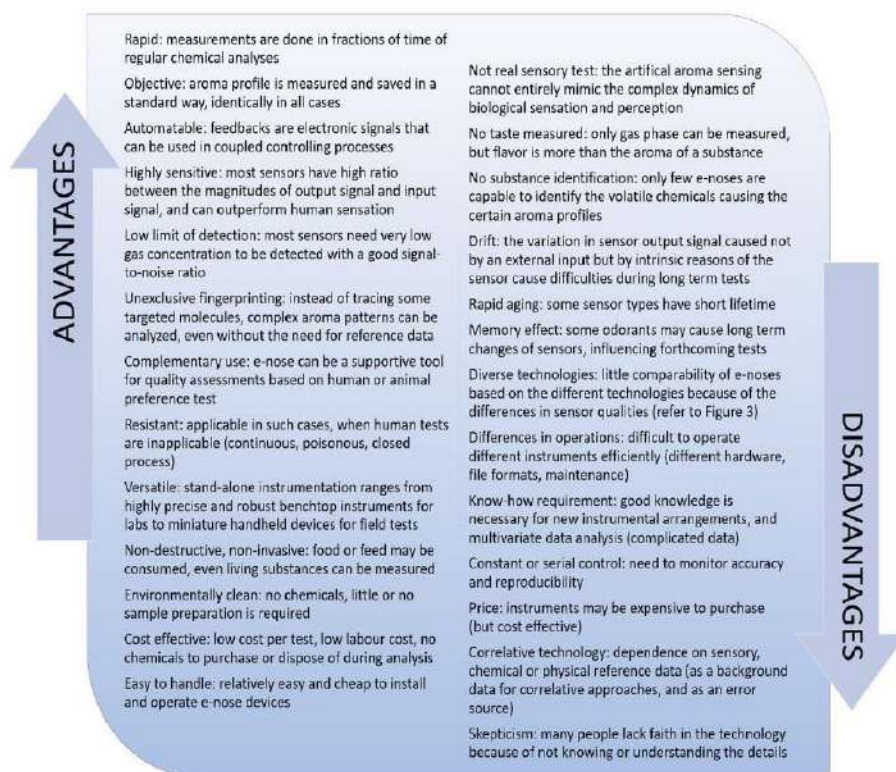 ADVANTAGES
Rapid: measurements are done in fractions of time of
regular chemical analyses
Objective: aroma profile is measured and saved in a
standard way, identically in all cases
Automatable: feedbacks are electronic signals that
can be used in coupled controlling processes
Highly sensitive: most sensors have high ratio
between the magnitudes of output signal and input
signal, and can outperform human sensation
Low limit of detection: most sensors need very low
gas concentration to be detected with a good signal-
to-noise ratio
Unexclusive fingerprinting: instead of tracing some
targeted molecules, complex aroma patterns can be
analyzed, even without the need for reference data
Complementary use: e-nose can be a supportive tool
for quality assessments based on human or animal
preference test
Resistant: applicable in such cases, when human tests
are inapplicable (continuous, poisonous, closed
process)
Versatile: stand-alone instrumentation ranges from
highly precise and robust benchtop instruments for
labs to miniature handheld devices for field tests
Non-destructive, non-invasive: food or feed may be
consumed, even living substances can be measured
Environmentally clean: no chemicals, little or no
sample preparation is required
Cost effective: low cost per test, low labour cost, no
chemicals to purchase or dispose of during analysis
Easy to handle: relatively easy and cheap to install
and operate e-nose devices
Not real sensory test: the artifical aroma sensing
cannot entirely mimic the complex dynamics of
biological sensation and perception
No taste measured: only gas phase can be measured,
but flavor is more than the aroma of a substance
No substance identification: only few e-noses are
capable to identify the volatile chemicals causing the
certain aroma profiles
Drift: the variation in sensor output signal caused not
by an external input but by intrinsic reasons of the
sensor cause difficulties during long term tests
Rapid aging: some sensor types have short lifetime
Memory effect: some odorants may cause long term
changes of sensors, influencing forthcoming tests
Diverse technologies: little comparability of e-noses
based on the different technologies because of the
differences in sensor qualities (refer to Figure 3)
Differences in operations: difficult to operate
different instruments efficiently (different hardware,
file formats, maintenance)
Know-how requirement: good knowledge is
necessary for new instrumental arrangements, and
multivariate data analysis (complicated data)
Constant or serial control: need to monitor accuracy
and reproducibility
Price: instruments may be expensive to purchase
(but cost effective)
Correlative technology: dependence on sensory,
chemical or physical reference data (as a background
data for correlative approaches, and as an error
source)
Skepticism: many people lack faith in the technology
because of not knowing or understanding the details
DISADVANTAGES